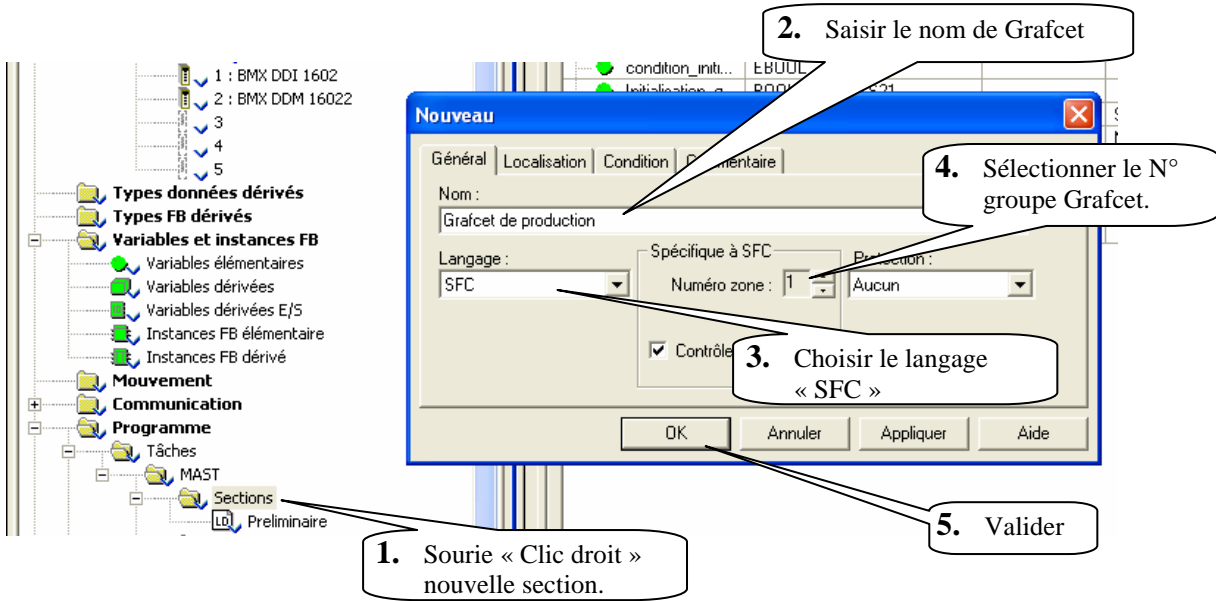 2. Saisir le nom de Grafcet
1 : BMX DDI 1602
2 : BMX DDM 16022
3
4
5
Types données dérivés
Types FB dérivés
Variables et instances FB
Variables élémentaires
Variables dérivées
Variables dérivées E/S
Instances FB élémentaire
Instances FB dérivé
Mouvement
Communication
Programme
Tâches
MAST
Sections
LD Preliminaire
1. Sourie « Clic droit »
nouvelle section.
condition_initi... EBOOL
Nouveau
Général Localisation Condition
Nom :
Grafcet de production
4. Sélectionner le N°
groupe Grafcet.
Langage :
SFC
Spécifique à SFC
Numéro zone : 1
Aucun
Contrôle
3. Choisir le langage
« SFC »
OK Annuler Appliquer Aide
5. Valider